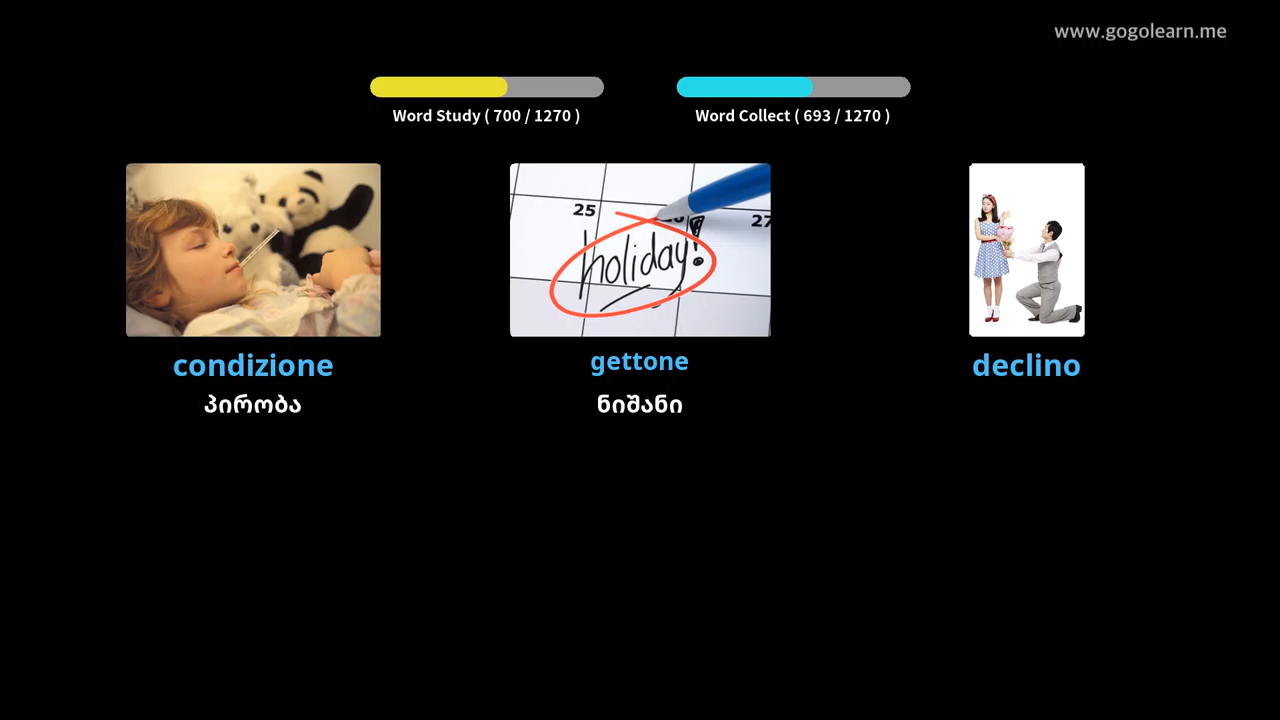 www.gogolearn.me
Word Study ( 700 / 1270 )
Word Collect ( 693 / 1270 )
25
27
holiday!
condizione
gettone
declino
პირობა
ნიშანი